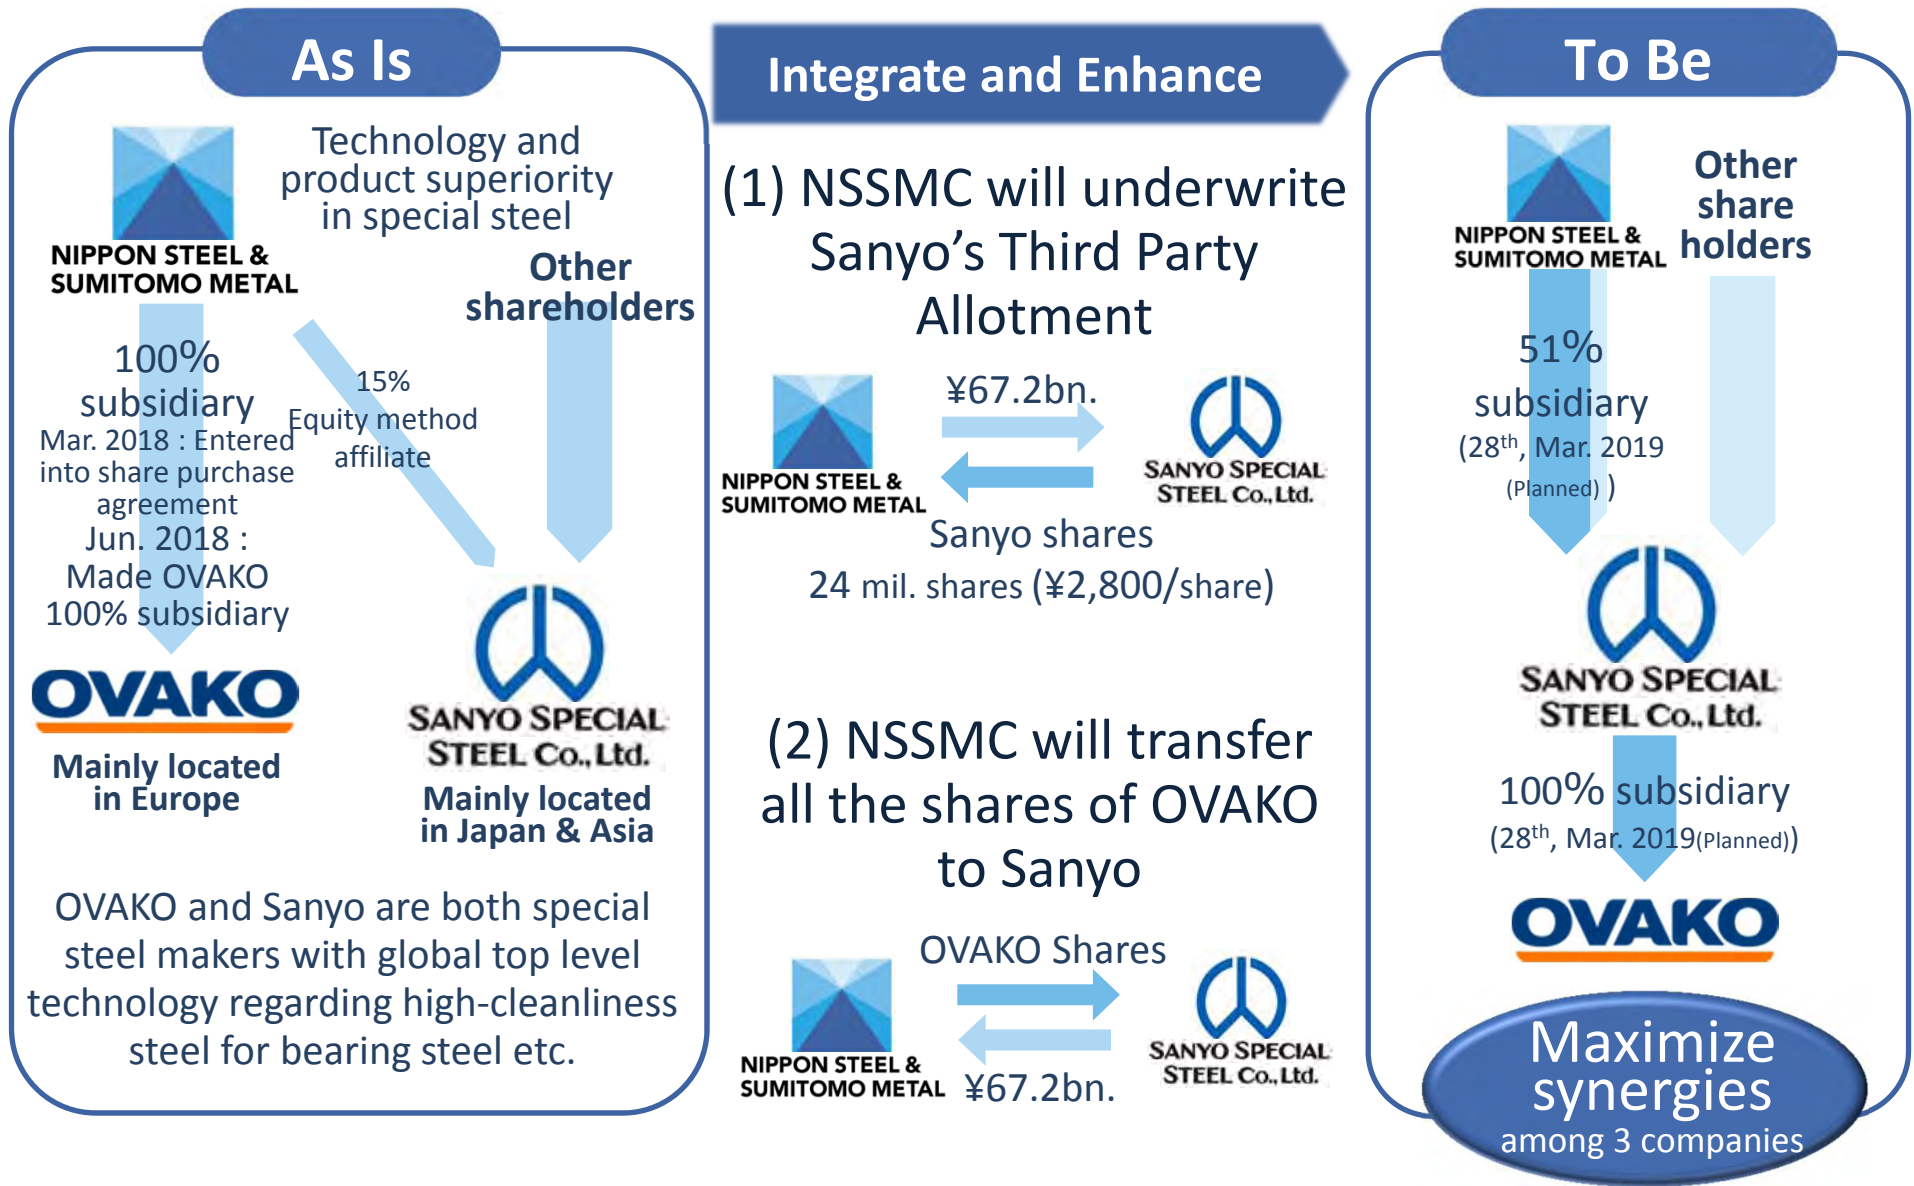 As Is
Technology and
product superiority
in special steel
NIPPON STEEL &
SUMITOMO METAL
Other
shareholders
100%
subsidiary
Mar. 2018 : Entered
into share purchase
agreement
Jun. 2018 :
Made OVAKO
100% subsidiary
15%
Equity method
affiliate
OVAKO
Mainly located
in Europe
SANYO SPECIAL
STEEL Co., Ltd.
Mainly located
in Japan & Asia
OVAKO and Sanyo are both special
steel makers with global top level
technology regarding high-cleanliness
steel for bearing steel etc.
Integrate and Enhance
(1) NSSMC will underwrite
Sanyo's Third Party
Allotment
NIPPON STEEL &
SUMITOMO METAL
¥67.2bn.
SANYO SPECIAL
STEEL Co., Ltd.
Sanyo shares
24 mil. shares (¥2,800/share)
(2) NSSMC will transfer
all the shares of OVAKO
to Sanyo
OVAKO Shares
NIPPON STEEL &
SUMITOMO METAL
¥67.2bn.
SANYO SPECIAL
STEEL Co., Ltd.
To Be
NIPPON STEEL &
SUMITOMO METAL
Other
share
holders
51%
subsidiary
(28th, Mar. 2019
(Planned) )
SANYO SPECIAL
STEEL Co., Ltd.
100% subsidiary
(28th, Mar. 2019(Planned))
OVAKO
Maximize
synergies
among 3 companies